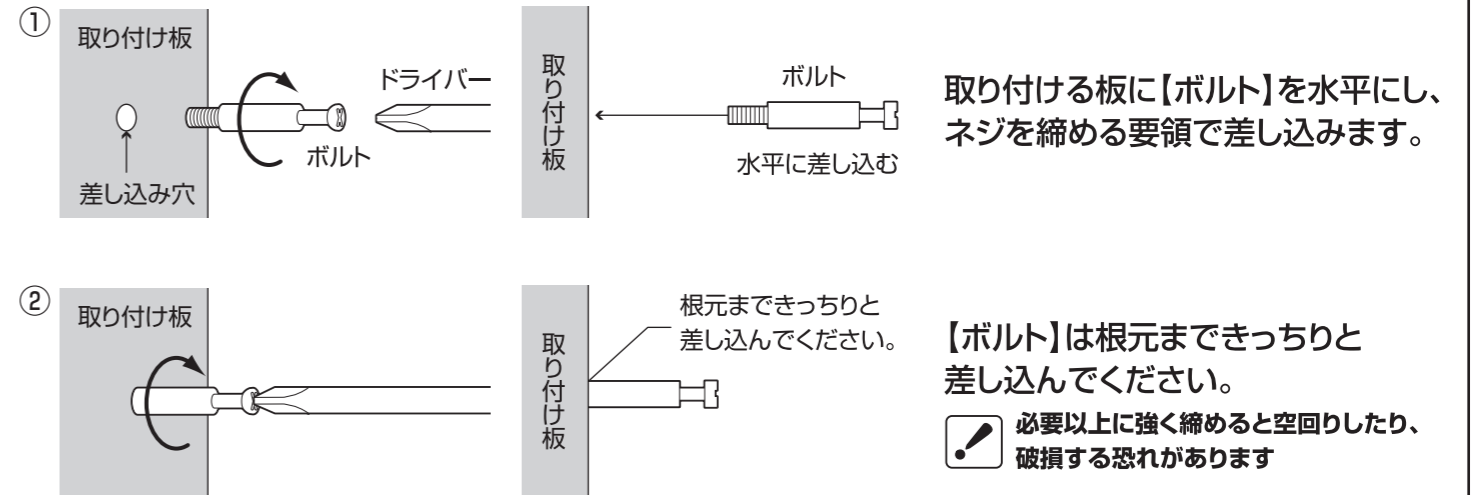 ①
取り付け板
ドライバー
ボルト
差し込み穴
取り付け板
ボルト
水平に差し込む
取り付ける板に【ボルト】を水平にし、
ネジを締める要領で差し込みます。
②
取り付け板
取り付け板
根元まできっちりと
差し込んでください。
【ボルト】は根元まできっちりと
差し込んでください。
必要以上に強く締めると空回りしたり、
破損する恐れがあります